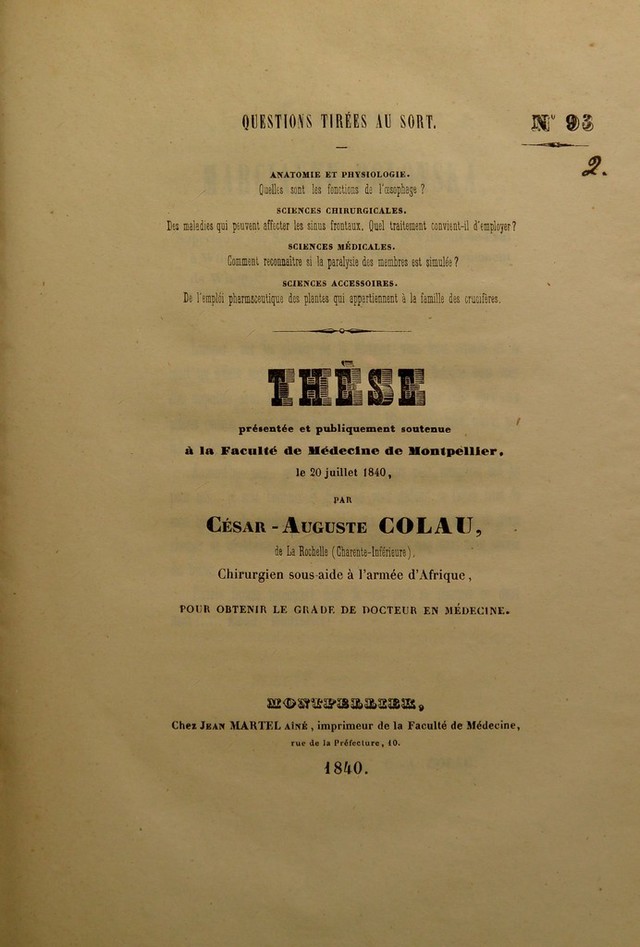 QUESTIONS TIRÉES AU SORT.
N° 93
2.
ANATOMIE ET PHYSIOLOGIE.
Quelles sont les fonctions de l'œsophage ?
SCIENCES CHIRURGICALES.
Des maladies qui peuvent affecter les sinus frontaux. Quel traitement convient-il d'employer ?
SCIENCES MÉDICALES.
Comment reconnaître si la paralysie des membres est simulée ?
SCIENCES ACCESSOIRES.
De l'emploi pharmaceutique des plantes qui appartiennent à la famille des crucifères.
THÈSE
présentée et publiquement soutenue
à la Faculté de Médecine de Montpellier,
le 20 juillet 1840,
PAR
CÉSAR-AUGUSTE COLAU,
de La Rochelle (Charente-Inférieure),
Chirurgien sous-aide à l'armée d'Afrique,
POUR OBTENIR LE GRADE DE DOCTEUR EN MÉDECINE.
MONTPELLIER,
Chez JEAN MARTEL AÎNÉ, imprimeur de la Faculté de Médecine,
rue de la Préfecture, 10.
1840.